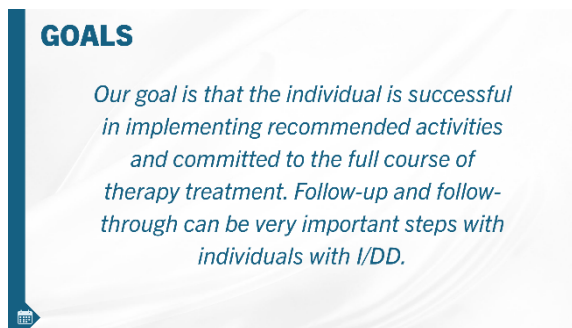 GOALS
Our goal is that the individual is successful
in implementing recommended activities
and committed to the full course of
therapy treatment. Follow-up and follow-
through can be very important steps with
individuals with I/DD.